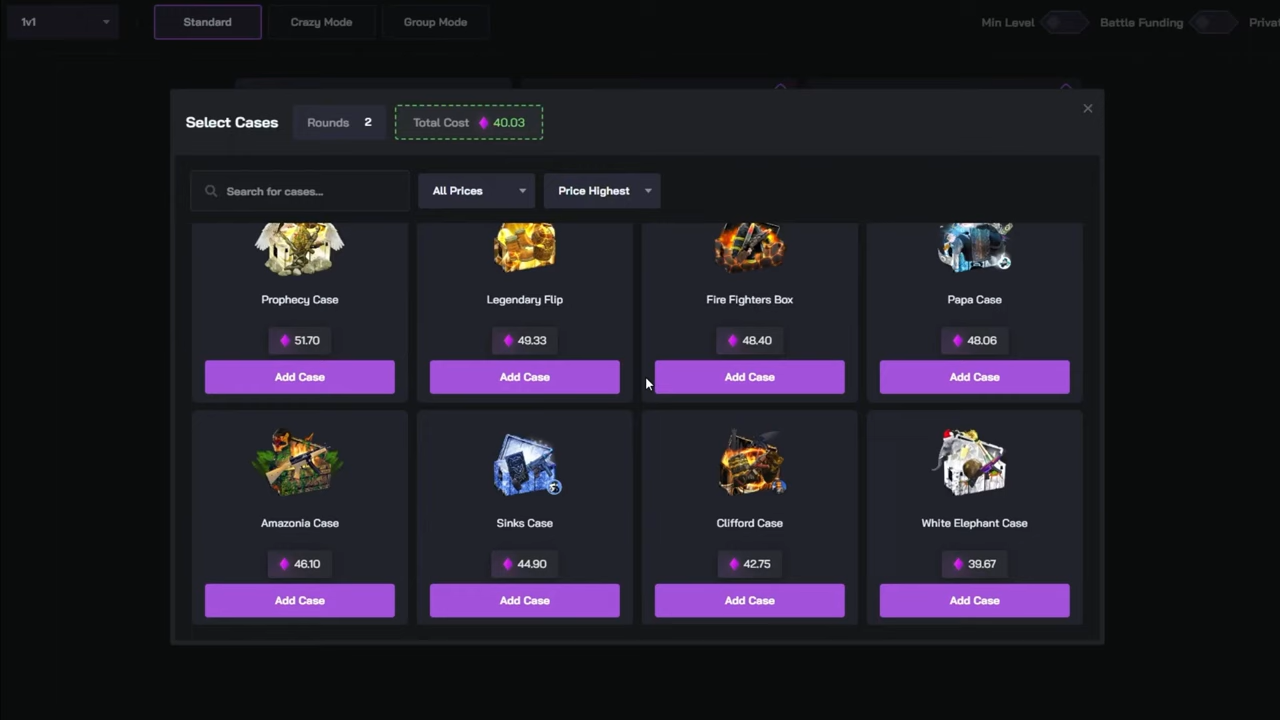 1v1
Standard
Crazy Mode
Group Mode
Min Level
Battle Funding
Priva
Select Cases
Rounds 2
Total Cost 40.03
Search for cases...
All Prices
Price Highest
Prophecy Case
Legendary Flip
Fire Fighters Box
Papa Case
51.70
49.33
48.40
48.06
Add Case
Add Case
Add Case
Add Case
Amazonia Case
Sinks Case
Clifford Case
White Elephant Case
46.10
44.90
42.75
39.67
Add Case
Add Case
Add Case
Add Case